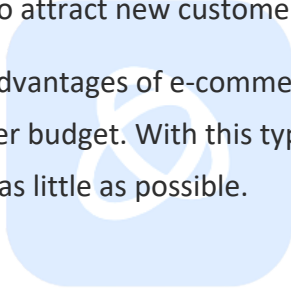 o attract new custome
dvantages of e-comme
er budget. With this typ
as little as possible.